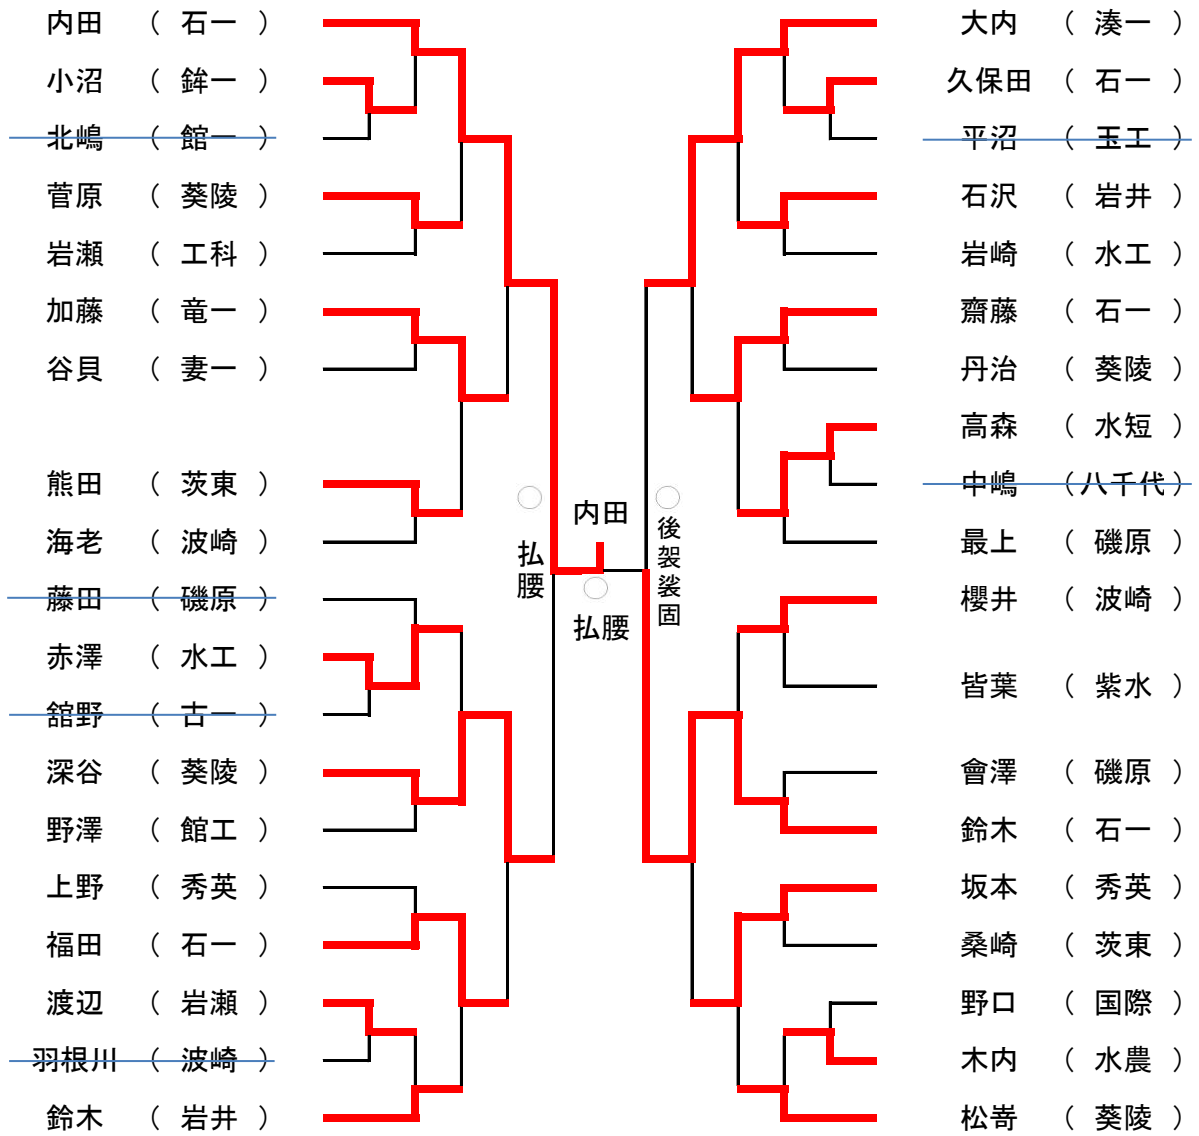 内田 （ 石一 ）
小沼 （ 鉾一 ）
北嶋 （ 館一 ）
菅原 （ 葵陵 ）
岩瀬 （ 工科 ）
加藤 （ 竜一 ）
谷貝 （ 妻一 ）
熊田 （ 茨東 ）
海老 （ 波崎 ）
藤田 （ 磯原 ）
赤澤 （ 水工 ）
舘野 （ 古一 ）
深谷 （ 葵陵 ）
野澤 （ 館工 ）
上野 （ 秀英 ）
福田 （ 石一 ）
渡辺 （ 岩瀬 ）
羽根川 （ 波崎 ）
鈴木 （ 岩井 ）
払腰
内田
払腰
後袈裟固
大内 （ 湊一 ）
久保田 （ 石一 ）
平沼 （ 玉工 ）
石沢 （ 岩井 ）
岩崎 （ 水工 ）
齋藤 （ 石一 ）
丹治 （ 葵陵 ）
高森 （ 水短 ）
中嶋 （ 八千代 ）
最上 （ 磯原 ）
櫻井 （ 波崎 ）
皆葉 （ 紫水 ）
會澤 （ 磯原 ）
鈴木 （ 石一 ）
坂本 （ 秀英 ）
桑崎 （ 茨東 ）
野口 （ 国際 ）
木内 （ 水農 ）
松嵜 （ 葵陵 ）